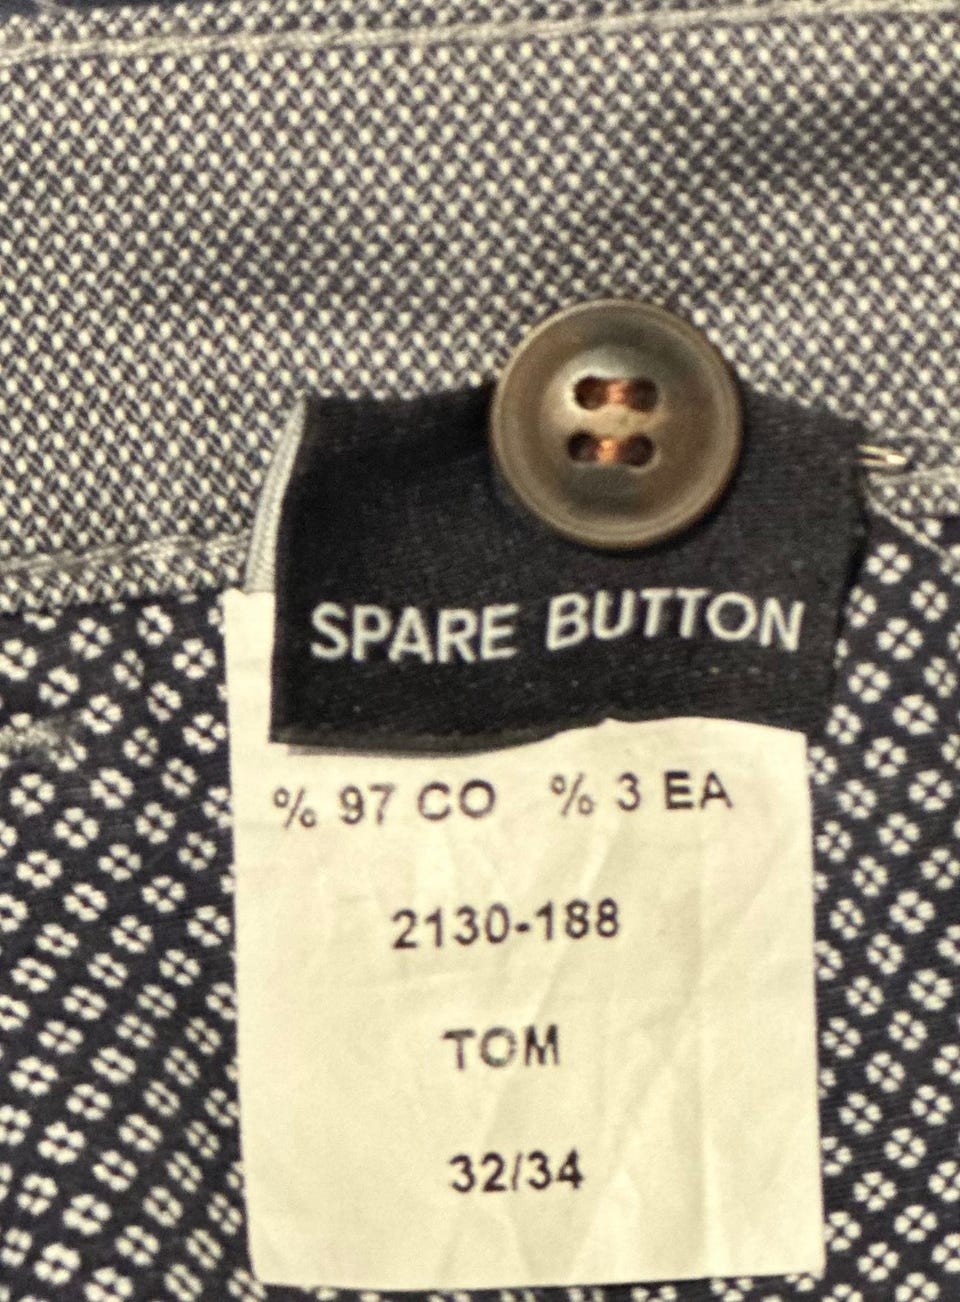 SPARE BUTTON
% 97 CO % 3 EA
2130-188
TOM
32/34